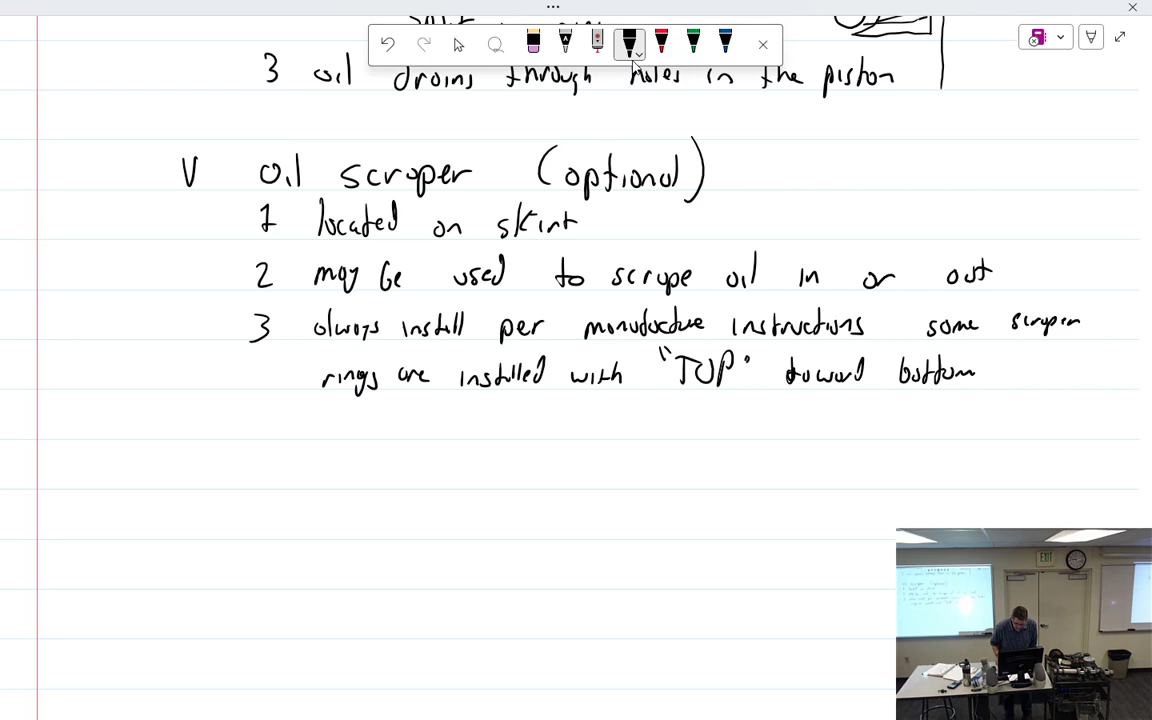 3 oil drains through holes in the piston
V oil scraper (optional)
1 located on skirt
2 may be used to scrape oil in or out
3 always install per manufacture instructions some scraper
rings are installed with "TOP" toward bottom
EXIT